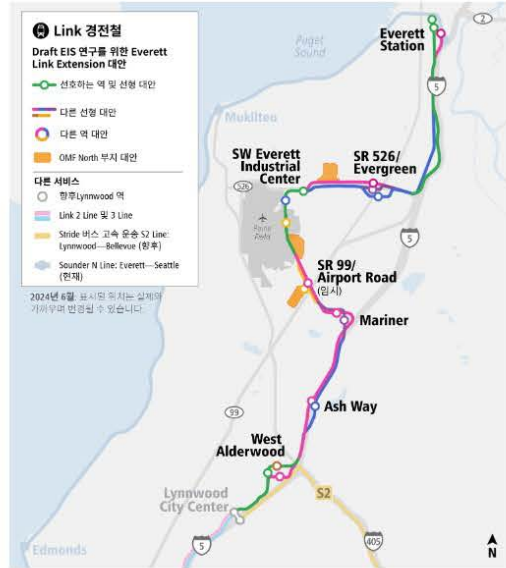 Link 경전철
Draft EIS 연구를 위한 Everett
Link Extension 대안
선호하는 역 및 선형 대안
다른 선형 대안
다른 역 대안
OMF North 부지 대안
다른 서비스
향후Lynnwood 역
Link 2 Line 및 3 Line
Stride 버스 고속 운송 S2 Line:
Lynnwood—Bellevue (향후)
Sounder N Line: Everett—Seattle
(현재)
2024년 6월: 표시된 위치는 실제와
가까우며 변경될 수 있습니다.
Puget
Sound
Everett
Station
2
5
Mukilteo
SW Everett
Industrial
Center
SR 526/
Evergreen
526
Paine
Field
5
SR 99/
Airport Road
(임시)
Mariner
99
Ash Way
West
Alderwood
Lynnwood
City Center
S2
5
405
Edmonds
N